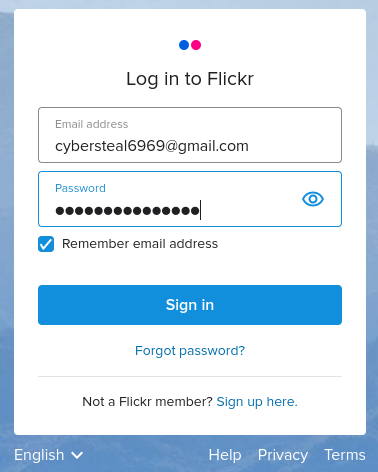 Log in to Flickr
Email address
cybersteal6969@gmail.com
Password
●●●●●●●●●●●●●●●
Remember email address
Sign in
Forgot password?
Not a Flickr member? Sign up here.
English Help Privacy Terms